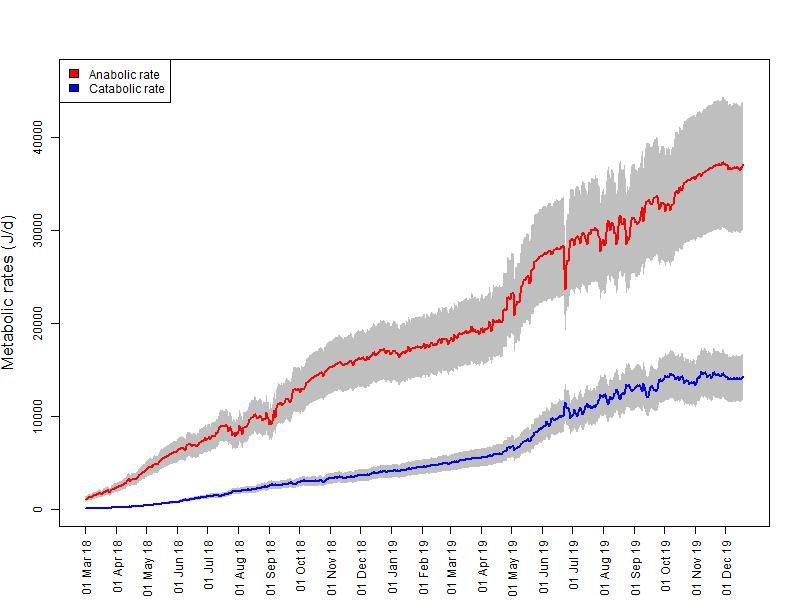 Anabolic rate
Catabolic rate
Metabolic rates (J/d)
40000
30000
20000
10000
0
01 Mar 18
01 Apr 18
01 May 18
01 Jun 18
01 Jul 18
01 Aug 18
01 Sep 18
01 Oct 18
01 Nov 18
01 Dec 18
01 Jan 19
01 Feb 19
01 Mar 19
01 Apr 19
01 May 19
01 Jun 19
01 Jul 19
01 Aug 19
01 Sep 19
01 Oct 19
01 Nov 19
01 Dec 19